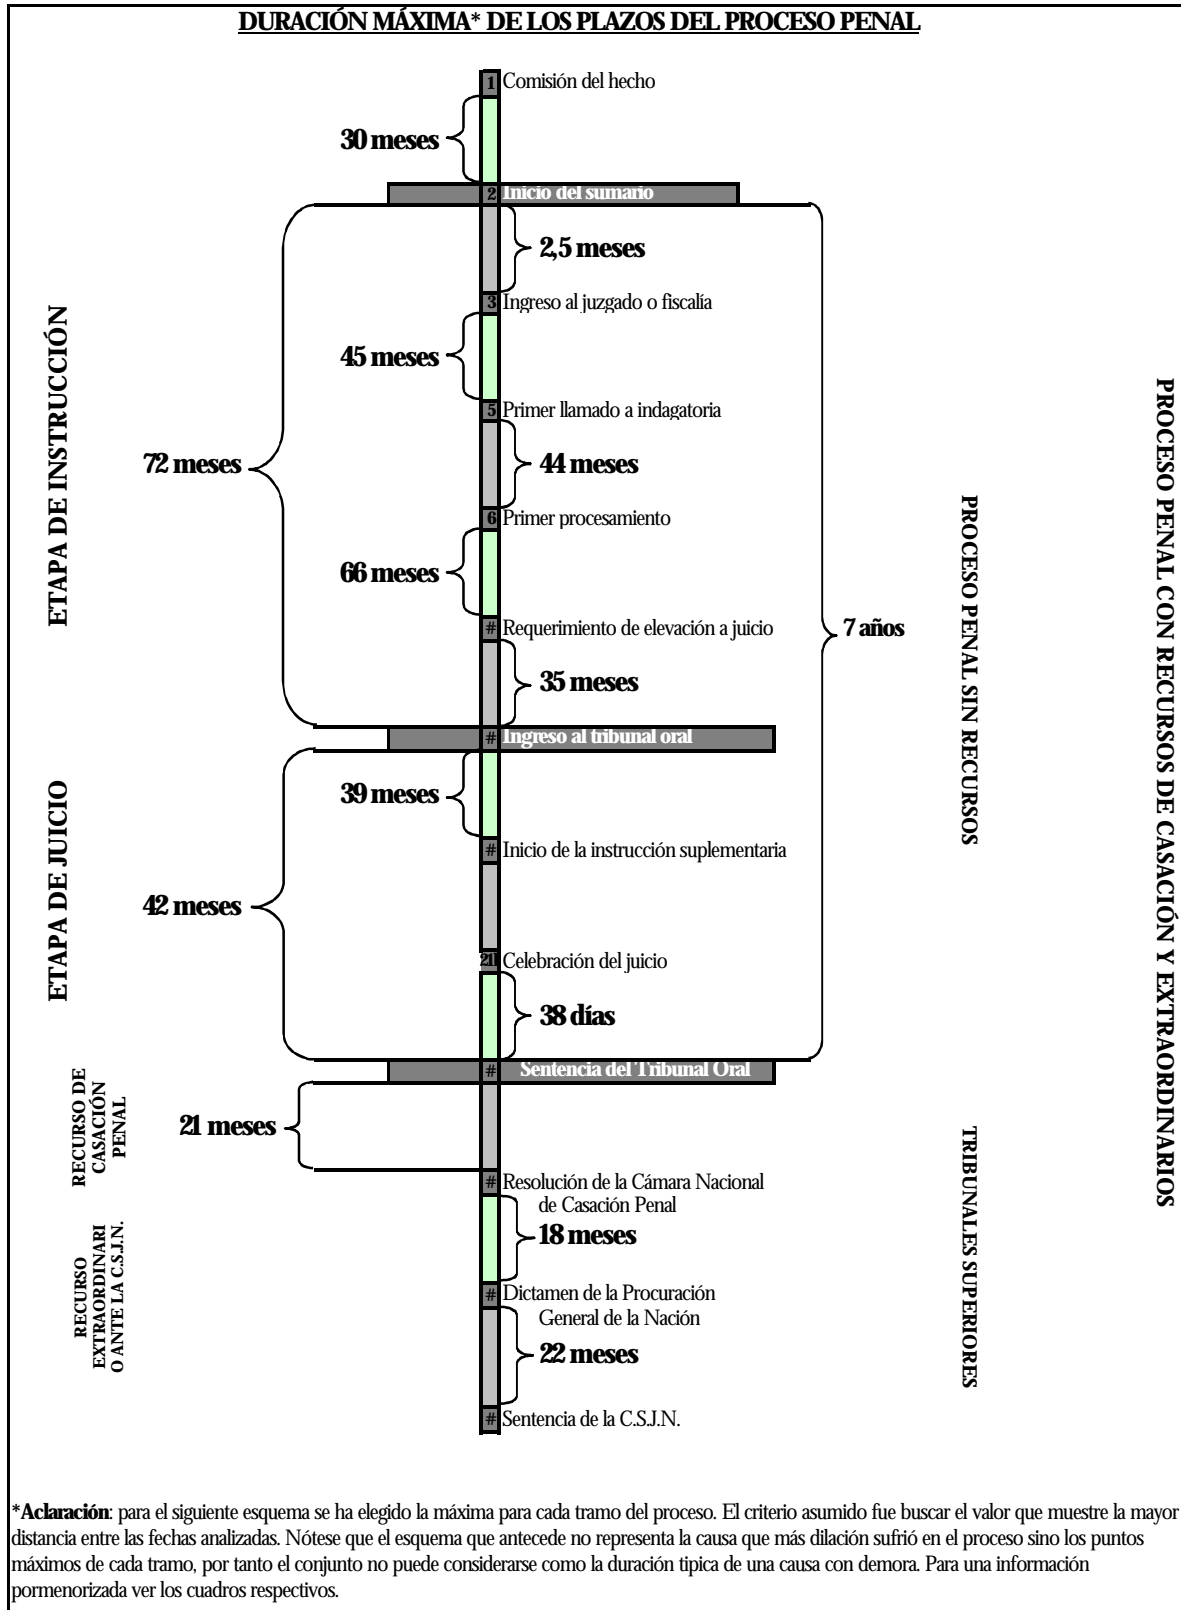 DURACIÓN MÁXIMA* DE LOS PLAZOS DEL PROCESO PENAL
1 Comisión del hecho
30 meses
2 Inicio del sumario
2,5 meses
3 Ingreso al juzgado o fiscalía
45 meses
5 Primer llamado a indagatoria
44 meses
6 Primer procesamiento
66 meses
# Requerimiento de elevación a juicio
35 meses
# Ingreso al tribunal oral
39 meses
# Inicio de la instrucción suplementaria
21 Celebración del juicio
38 días
# Sentencia del Tribunal Oral
21 meses
# Resolución de la Cámara Nacional
de Casación Penal
18 meses
# Dictamen de la Procuración
General de la Nación
22 meses
# Sentencia de la C.S.J.N.
ETAPA DE INSTRUCCIÓN
72 meses
ETAPA DE JUICIO
42 meses
RECURSO DE
CASACIÓN
PENAL
RECURSO
EXTRAORDINARI
O ANTE LA C.S.J.N.
7 años
PROCESO PENAL SIN RECURSOS
TRIBUNALES SUPERIORES
PROCESO PENAL CON RECURSOS DE CASACIÓN Y EXTRAORDINARIOS
*Aclaración: para el siguiente esquema se ha elegido la máxima para cada tramo del proceso. El criterio asumido fue buscar el valor que muestre la mayor
distancia entre las fechas analizadas. Nótese que el esquema que antecede no representa la causa que más dilación sufrió en el proceso sino los puntos
máximos de cada tramo, por tanto el conjunto no puede considerarse como la duración tipica de una causa con demora. Para una información
pormenorizada ver los cuadros respectivos.